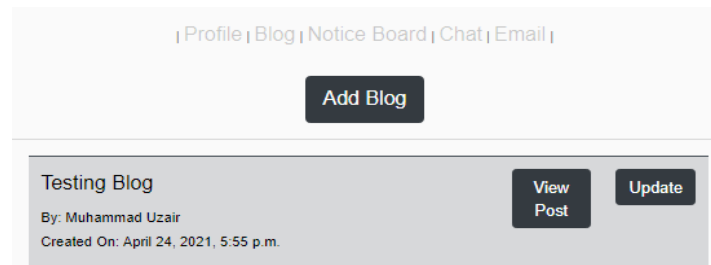 | Profile | Blog | Notice Board | Chat | Email |
Add Blog
Testing Blog
By: Muhammad Uzair
Created On: April 24, 2021, 5:55 p.m.
View
Post
Update